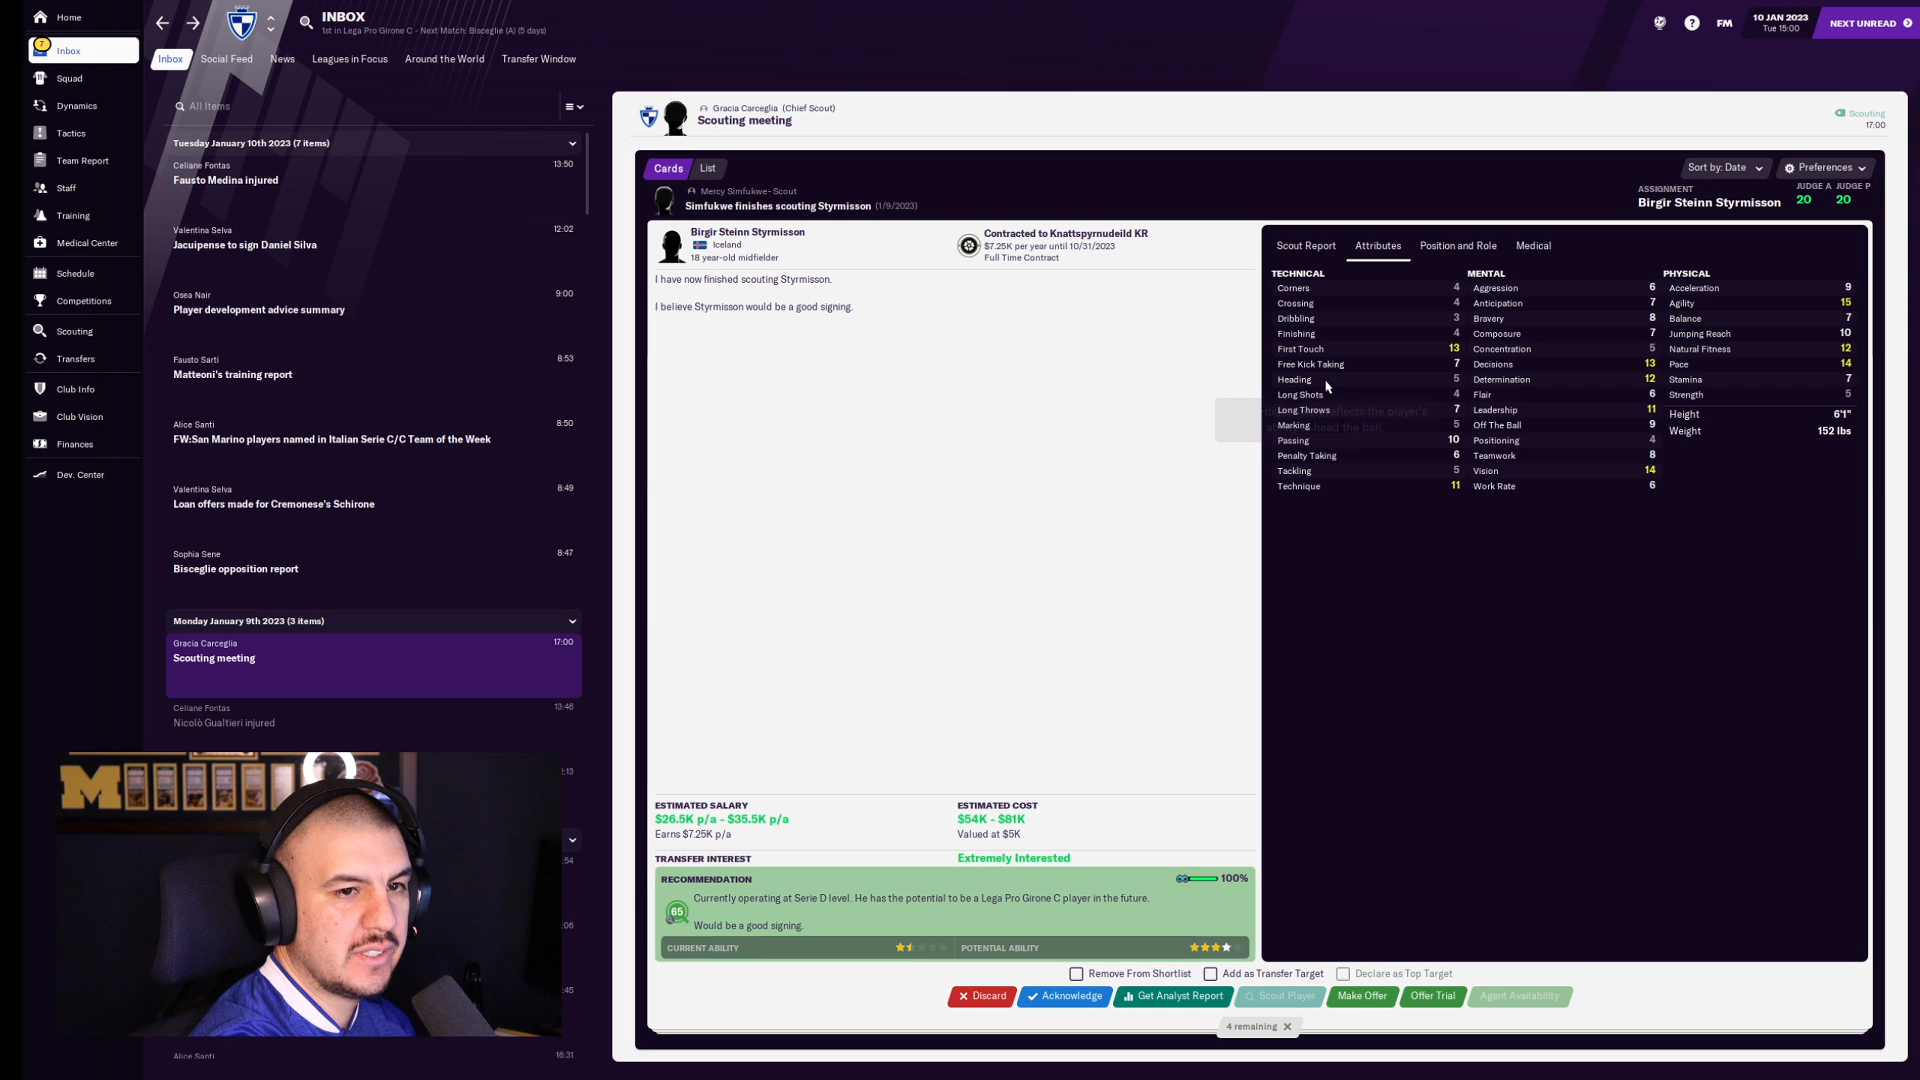 Home
7
Inbox
Squad
Dynamics
Tactics
Team Report
Staff
Training
Medical Center
Schedule
Competitions
Scouting
Transfers
Club Info
Club Vision
Finances
Dev. Center
INBOX
1st in Lega Pro Girone C - Next Match: Bisceglie (A) (5 days)
FM
10 JAN 2023
Tue 15:00
NEXT UNREAD
Inbox Social Feed News Leagues in Focus Around the World Transfer Window
All Items
Tuesday January 10th 2023 (7 items)
Celiane Fontas 13:50
Fausto Medina injured
Valentina Selva 12:02
Jacuipense to sign Daniel Silva
Osea Nair 9:00
Player development advice summary
Fausto Sarti 8:53
Matteoni's training report
Alice Santi 8:50
FW:San Marino players named in Italian Serie C/C Team of the Week
Valentina Selva 8:49
Loan offers made for Cremonese's Schirone
Sophia Sene 8:47
Bisceglie opposition report
Monday January 9th 2023 (3 items)
Gracia Carceglia 17:00
Scouting meeting
Celiane Fontas 13:46
Nicolò Gualtieri injured
:13
:54
:06
:45
Alice Santi 16:31
M
Gracia Carceglia (Chief Scout)
Scouting meeting
Scouting
17:00
Cards List
Sort by: Date Preferences
Mercy Simfukwe- Scout
Simfukwe finishes scouting Styrmisson (1/9/2023)
ASSIGNMENT
Birgir Steinn Styrmisson
JUDGE A JUDGE P
20 20
Birgir Steinn Styrmisson
Iceland
18 year-old midfielder
Contracted to Knattspyrnudeild KR
$7.25K per year until 10/31/2023
Full Time Contract
I have now finished scouting Styrmisson.
I believe Styrmisson would be a good signing.
Scout Report Attributes Position and Role Medical
TECHNICAL
Corners 4
Crossing 4
Dribbling 3
Finishing 4
First Touch 13
Free Kick Taking 7
Heading 5
Long Shots 4
Long Throws 7
Marking 5
Passing 10
Penalty Taking 6
Tackling 5
Technique 11
MENTAL
Aggression 6
Anticipation 7
Bravery 8
Composure 7
Concentration 5
Decisions 13
Determination 12
Flair 6
Leadership 11
Off The Ball 9
Positioning 4
Teamwork 8
Vision 14
Work Rate 6
PHYSICAL
Acceleration 9
Agility 15
Balance 7
Jumping Reach 10
Natural Fitness 12
Pace 14
Stamina 7
Strength 5
Height 6'1"
Weight 152 lbs
reflects the player's
head the ball.
ESTIMATED SALARY
$26.5K p/a - $35.5K p/a
Earns $7.25K p/a
ESTIMATED COST
$54K - $81K
Valued at $5K
TRANSFER INTEREST Extremely Interested
RECOMMENDATION 100%
65
Currently operating at Serie D level. He has the potential to be a Lega Pro Girone C player in the future.
Would be a good signing.
CURRENT ABILITY POTENTIAL ABILITY
Remove From Shortlist Add as Transfer Target Declare as Top Target
Discard Acknowledge Get Analyst Report Scout Player Make Offer Offer Trial Agent Availability
4 remaining